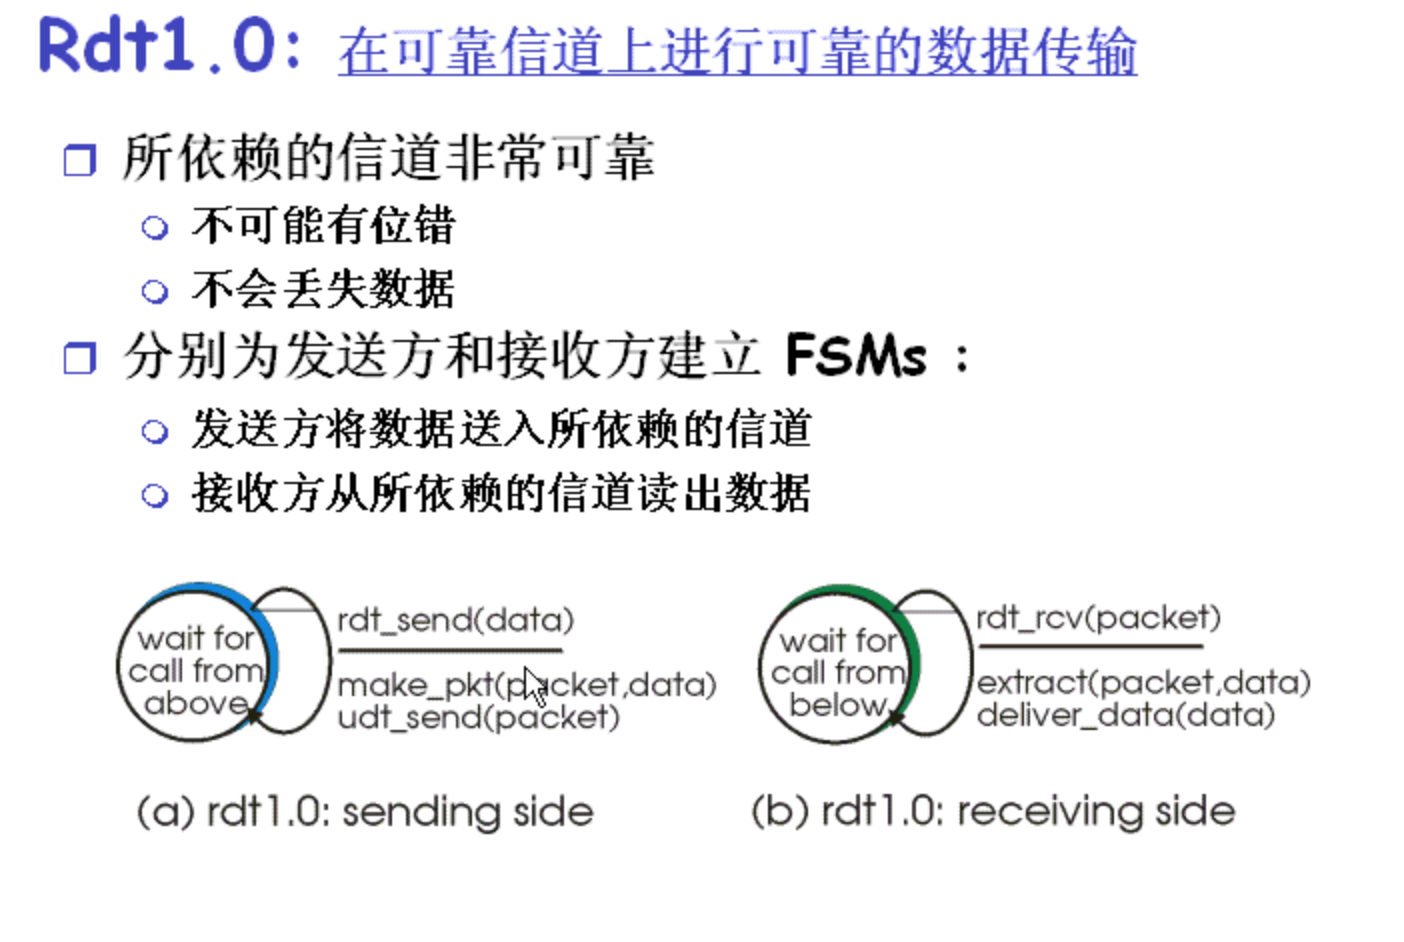 Rdt1.0: 在可靠信道上进行可靠的数据传输
所依赖的信道非常可靠
不可能有位错
不会丢失数据
分别为发送方和接收方建立 FSMs :
发送方将数据送入所依赖的信道
接收方从所依赖的信道读出数据
wait for
call from
above
rdt_send(data)
make_pkt(packet,data)
udt_send(packet)
wait for
call from
below
rdt_rcv(packet)
extract(packet,data)
deliver_data(data)
(a) rdt1.0: sending side
(b) rdt1.0: receiving side